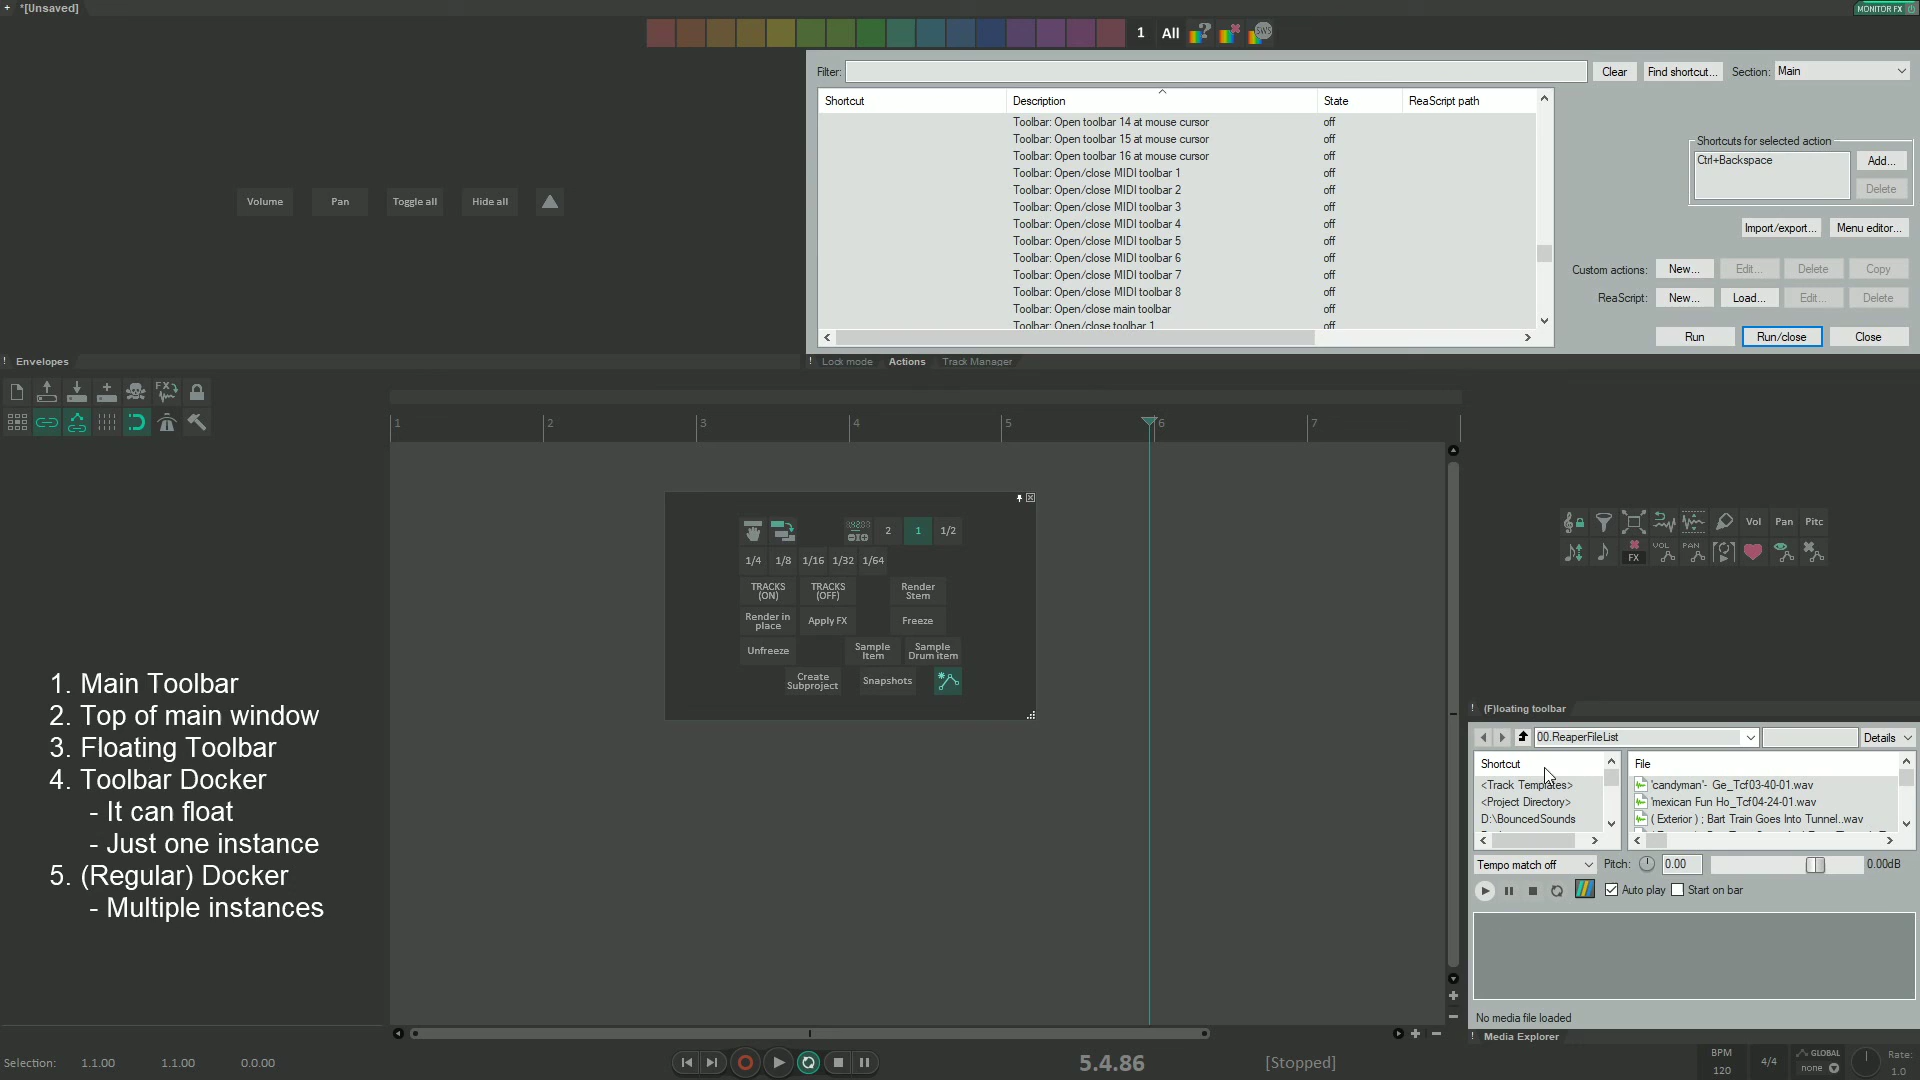 *[Unsaved]
MONITOR FX
1 All
Filter:
Clear
Find shortcut...
Section:
Main
Shortcut
Description
State
ReaScript path
Toolbar: Open toolbar 14 at mouse cursor off
Toolbar: Open toolbar 15 at mouse cursor off
Toolbar: Open toolbar 16 at mouse cursor off
Toolbar: Open/close MIDI toolbar 1 off
Toolbar: Open/close MIDI toolbar 2 off
Toolbar: Open/close MIDI toolbar 3 off
Toolbar: Open/close MIDI toolbar 4 off
Toolbar: Open/close MIDI toolbar 5 off
Toolbar: Open/close MIDI toolbar 6 off
Toolbar: Open/close MIDI toolbar 7 off
Toolbar: Open/close MIDI toolbar 8 off
Toolbar: Open/close main toolbar off
Toolbar: Open/close toolbar 1 off
Shortcuts for selected action
Ctrl+Backspace
Add...
Delete
Import/export...
Menu editor...
Custom actions:
New...
Edit...
Delete
Copy
ReaScript:
New...
Load...
Edit...
Delete
Run
Run/close
Close
Volume
Pan
Toggle all
Hide all
! Envelopes
! Lock mode
Actions
Track Manager
FX
1 2 3 4 5 6 7
2 1 1/2
1/4 1/8 1/16 1/32 1/64
TRACKS
(ON)
TRACKS
(OFF)
Render
Stem
Render in
place
Apply FX
Freeze
Unfreeze
Sample
Item
Sample
Drum item
Create
Subproject
Snapshots
1. Main Toolbar
2. Top of main window
3. Floating Toolbar
4. Toolbar Docker
- It can float
- Just one instance
5. (Regular) Docker
- Multiple instances
Vol Pan Pitc
FX VOL PAN
! (F)loating toolbar
00.ReaperFileList
Details
Shortcut
<Track Templates>
<Project Directory>
D:\BouncedSounds
File
'candyman'- Ge_Tcf03-40-01.wav
'mexican Fun Ho_Tcf04-24-01.wav
( Exterior ) ; Bart Train Goes Into Tunnel..wav
Tempo match off
Pitch:
0.00
0.00dB
Auto play
Start on bar
No media file loaded
! Media Explorer
Selection: 1.1.00 1.1.00 0.0.00
5.4.86
[Stopped]
BPM
120
4/4
GLOBAL
none
Rate:
1.0